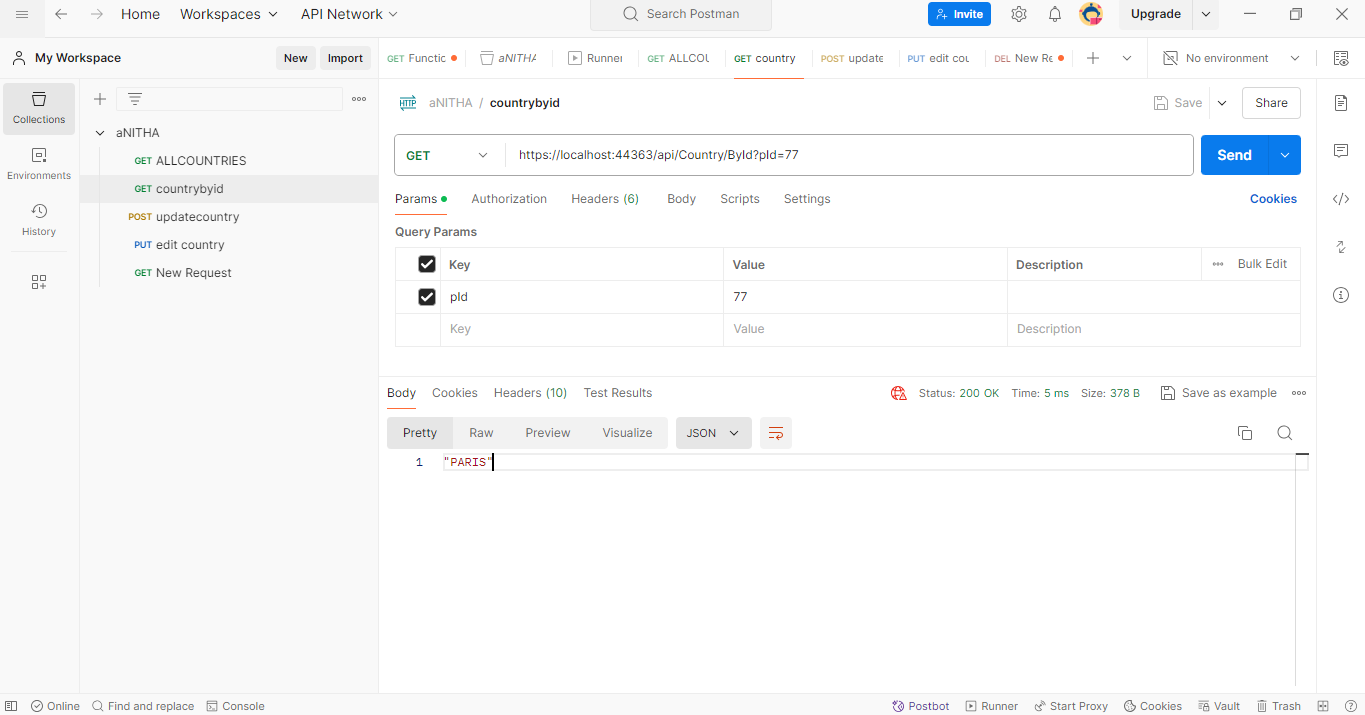 Home Workspaces API Network Search Postman Invite Upgrade
My Workspace New Import GET Functic aNITHA Runner GET ALLCOU GET country POST update PUT edit cou DEL New Re No environment
Collections
Environments
History
aNITHA
GET ALLCOUNTRIES
GET countrybyid
POST updatecountry
PUT edit country
GET New Request
HTTP aNITHA / countrybyid Save Share
GET https://localhost:44363/api/Country/ById?pId=77 Send
Params Authorization Headers (6) Body Scripts Settings Cookies
Query Params
Key Value Description Bulk Edit
pId 77
Key Value Description
Body Cookies Headers (10) Test Results Status: 200 OK Time: 5 ms Size: 378 B Save as example
Pretty Raw Preview Visualize JSON
1 "PARIS"
Online Find and replace Console Postbot Runner Start Proxy Cookies Vault Trash